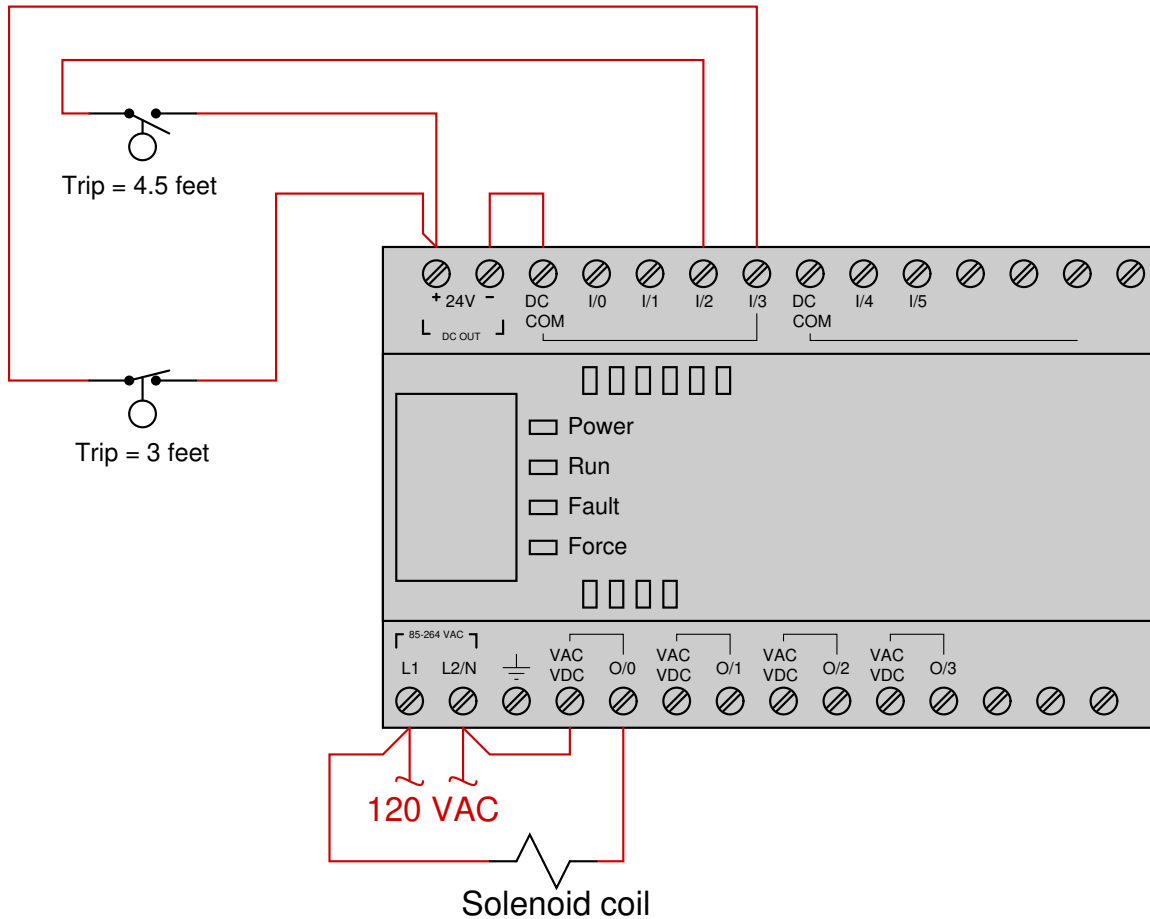 Trip = 4.5 feet
Trip = 3 feet
+ 24V -
DC OUT
DC COM
I/0
I/1
I/2
I/3
DC COM
I/4
I/5
Power
Run
Fault
Force
85-264 VAC
L1
L2/N
VAC VDC
O/0
VAC VDC
O/1
VAC VDC
O/2
VAC VDC
O/3
120 VAC
Solenoid coil